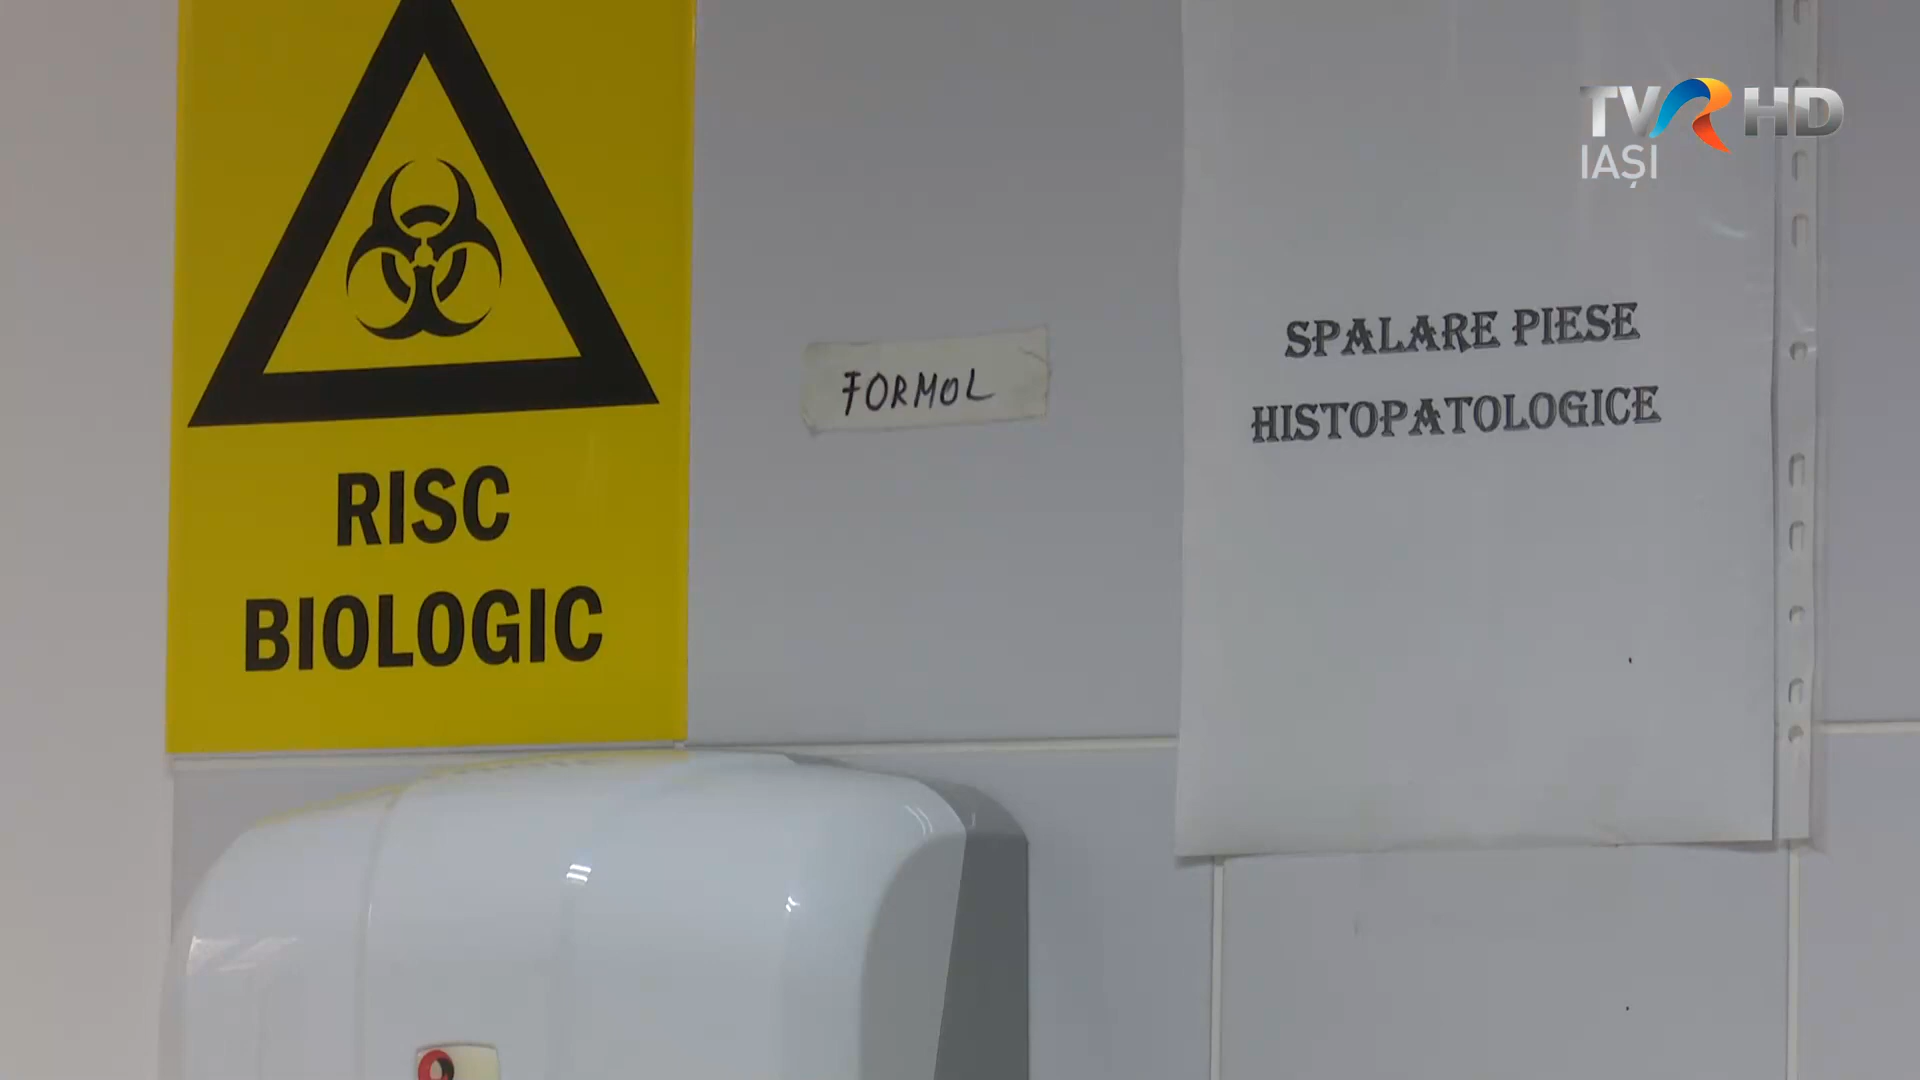 RISC
BIOLOGIC
FORMOL
SPALARE PIESE
HISTOPATOLOGICE
TVR HD
IAȘI